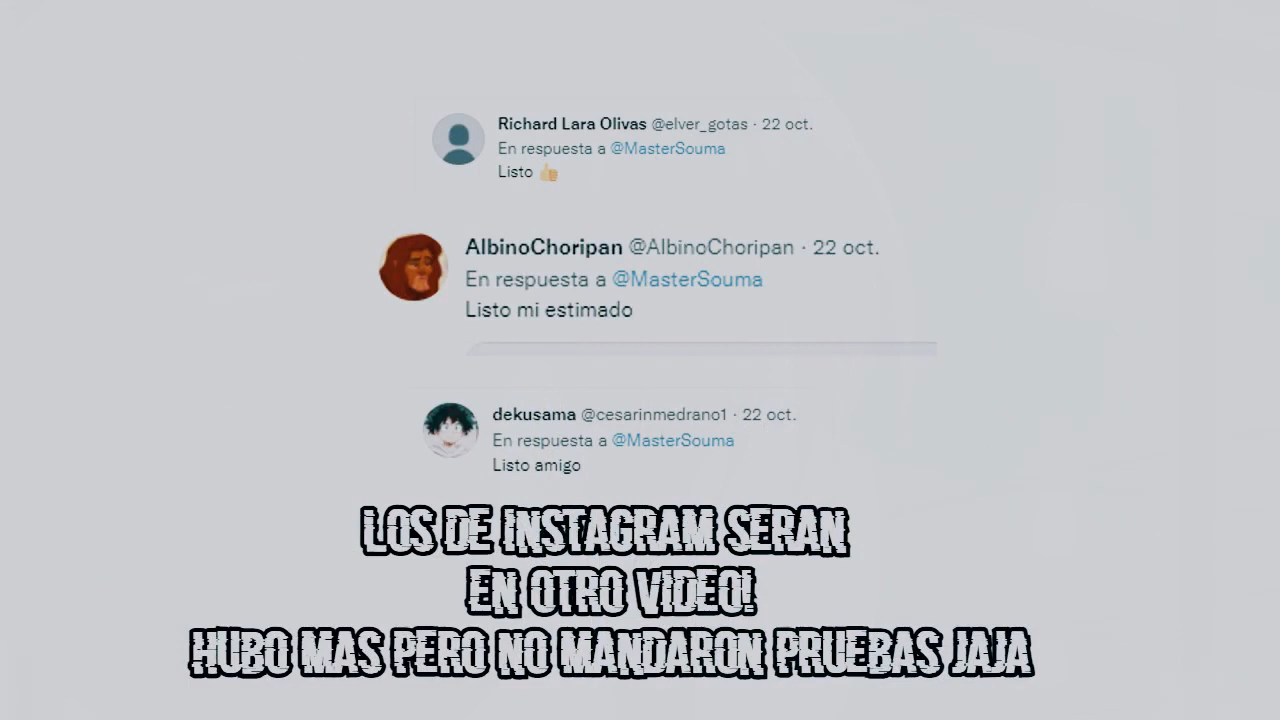 Richard Lara Olivas @elver_gotas · 22 oct.
En respuesta a @MasterSouma
Listo 👍
AlbinoChoripan @AlbinoChoripan · 22 oct.
En respuesta a @MasterSouma
Listo mi estimado
dekusama @cesarinmedrano1 · 22 oct.
En respuesta a @MasterSouma
Listo amigo
LOS DE INSTAGRAM SERAN
EN OTRO VIDEO!
HUBO MAS PERO NO MANDARON PRUEBAS JAJA